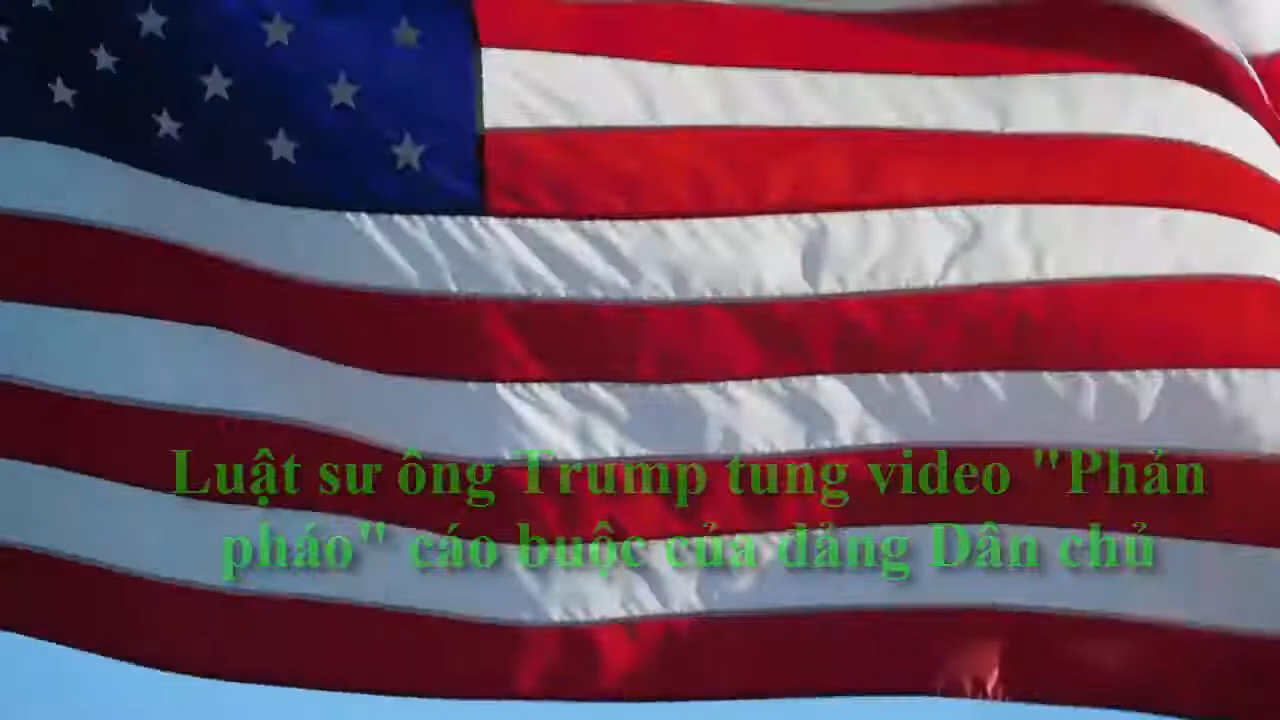 Luật sư ông Trump tung video "Phản
pháo" cáo buộc của đảng Dân chủ